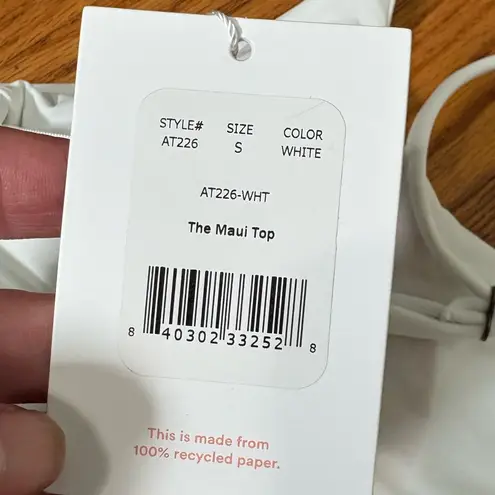 STYLE# SIZE COLOR
AT226 S WHITE
AT226-WHT
The Maui Top
8 40302 33252 8
This is made from
100% recycled paper.